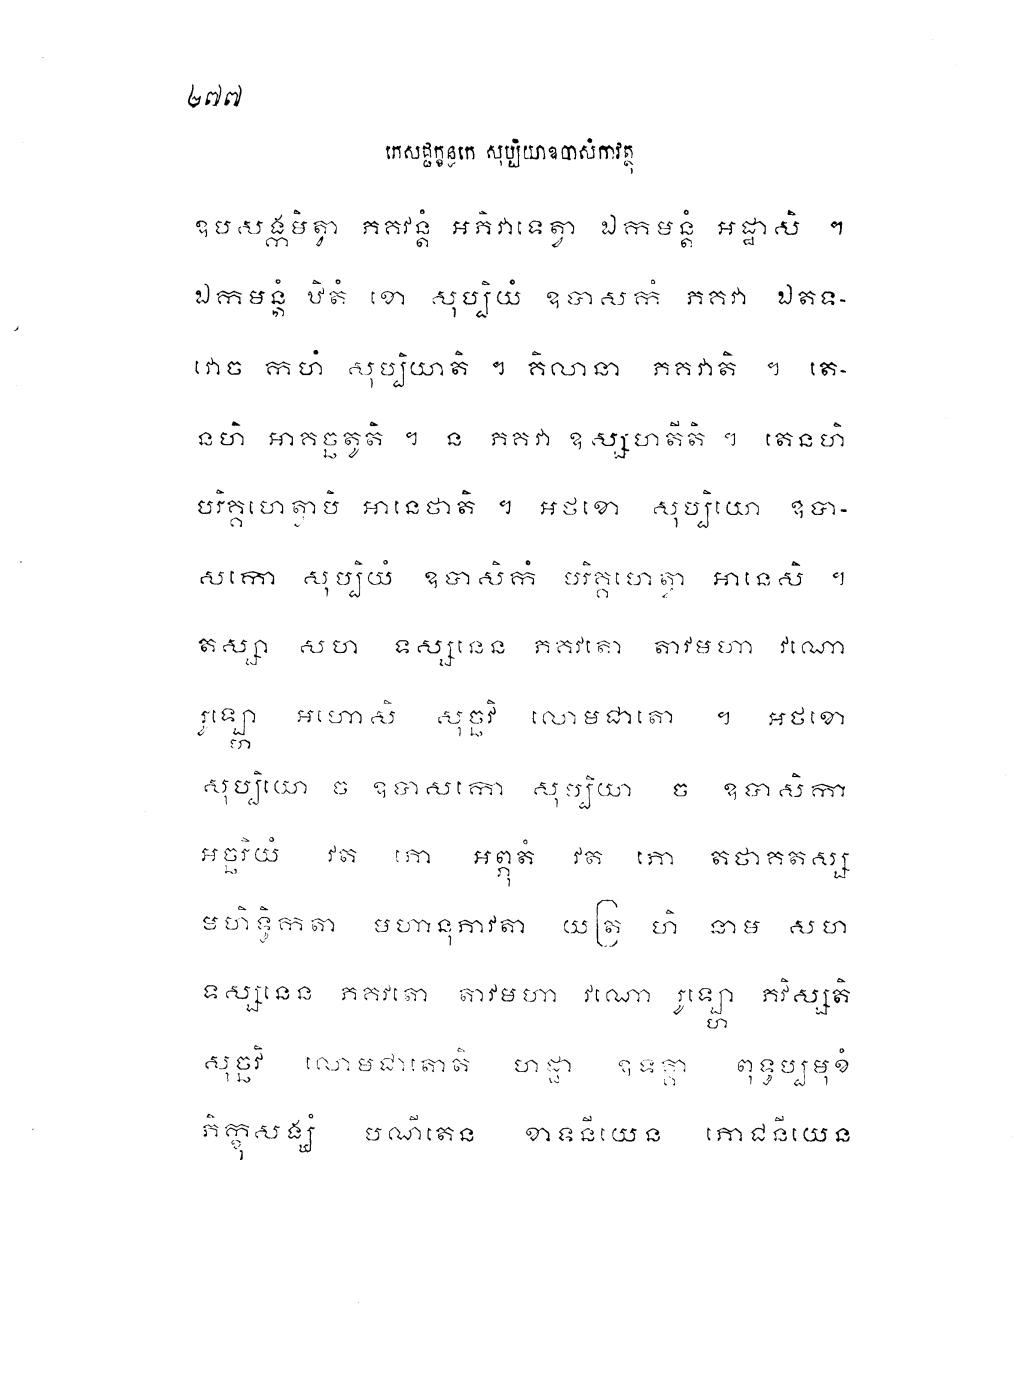 ២៧៧
ភេសជ្ជក្ខន្ធកេ សុប្បិយាឧបាសិកាវត្ថុ
ឧបសង្កមិត្វា ភគវន្តំ អភិវាទេត្វា ឯកមន្តំ អដ្ឋាសិ ។
ឯកមន្តំ ឋិតំ ខោ សុប្បិយំ ឧបាសកំ ភគវា ឯតទ-
វោច កហំ សុប្បិយាតិ ។ គិលានា ភគវាតិ ។ តេ-
នហិ អាគច្ឆតូតិ ។ ន ភគវា ឧស្សហតីតិ ។ តេនហិ
បរិគ្គហេត្វាបិ អានេថាតិ ។ អថខោ សុប្បិយោ ឧបា-
សកោ សុប្បិយំ ឧបាសិកំ បរិគ្គហេត្វា អានេសិ ។
តស្សា សហ ទស្សនេន ភគវតោ តាវមហា វណោ
រូឡ្ហោ អហោសិ សុច្ឆវិ លោមជាតោ ។ អថខោ
សុប្បិយោ ច ឧបាសកោ សុប្បិយា ច ឧបាសិកា
អច្ឆរិយំ វត ភោ អព្ភុតំ វត ភោ តថាគតស្ស
មហិទ្ធិកតា មហានុភាវតា យត្រ ហិ នាម សហ
ទស្សនេន ភគវតោ តាវមហា វណោ រូឡ្ហោ ភវិស្សតិ
សុច្ឆវិ លោមជាតោតិ ហដ្ឋា ឧទគ្គា ពុទ្ធប្បមុខំ
ភិក្ខុសង្ឃំ បណីតេន ខាទនីយេន ភោជនីយេន